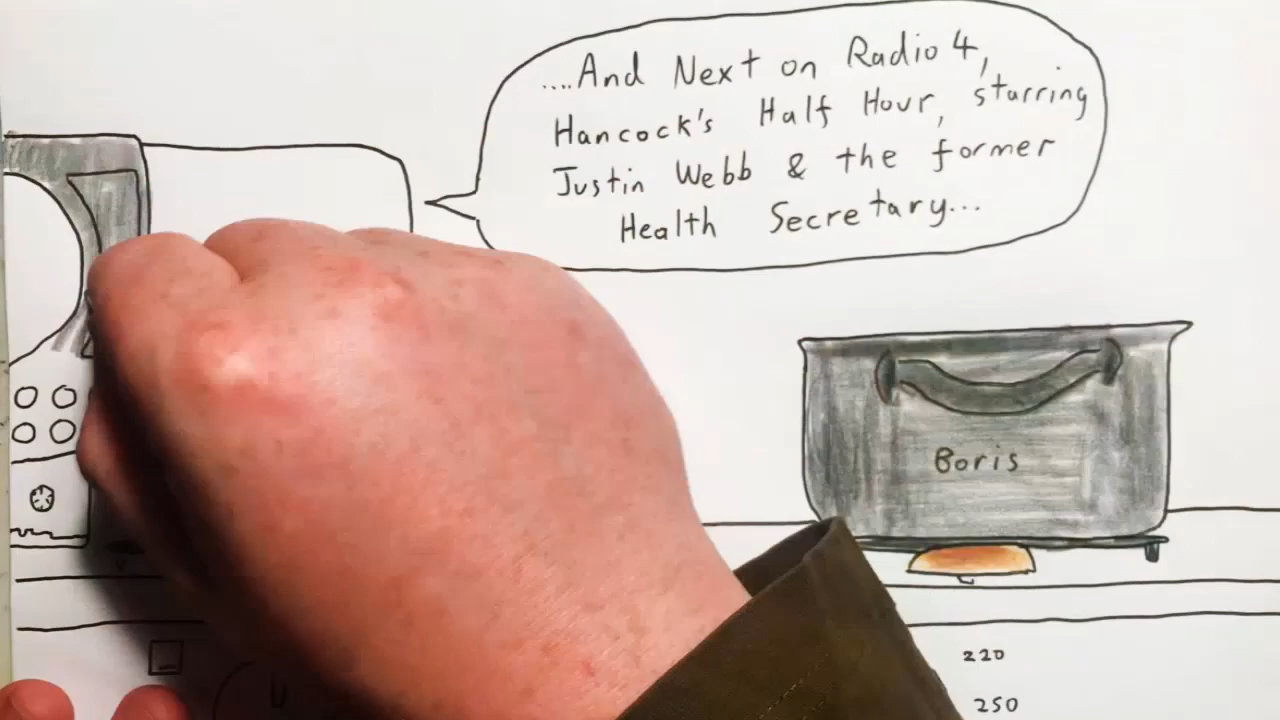 ....And Next on Radio 4,
Hancock's Half Hour, starring
Justin Webb & the former
Health Secretary...
Boris
220
250